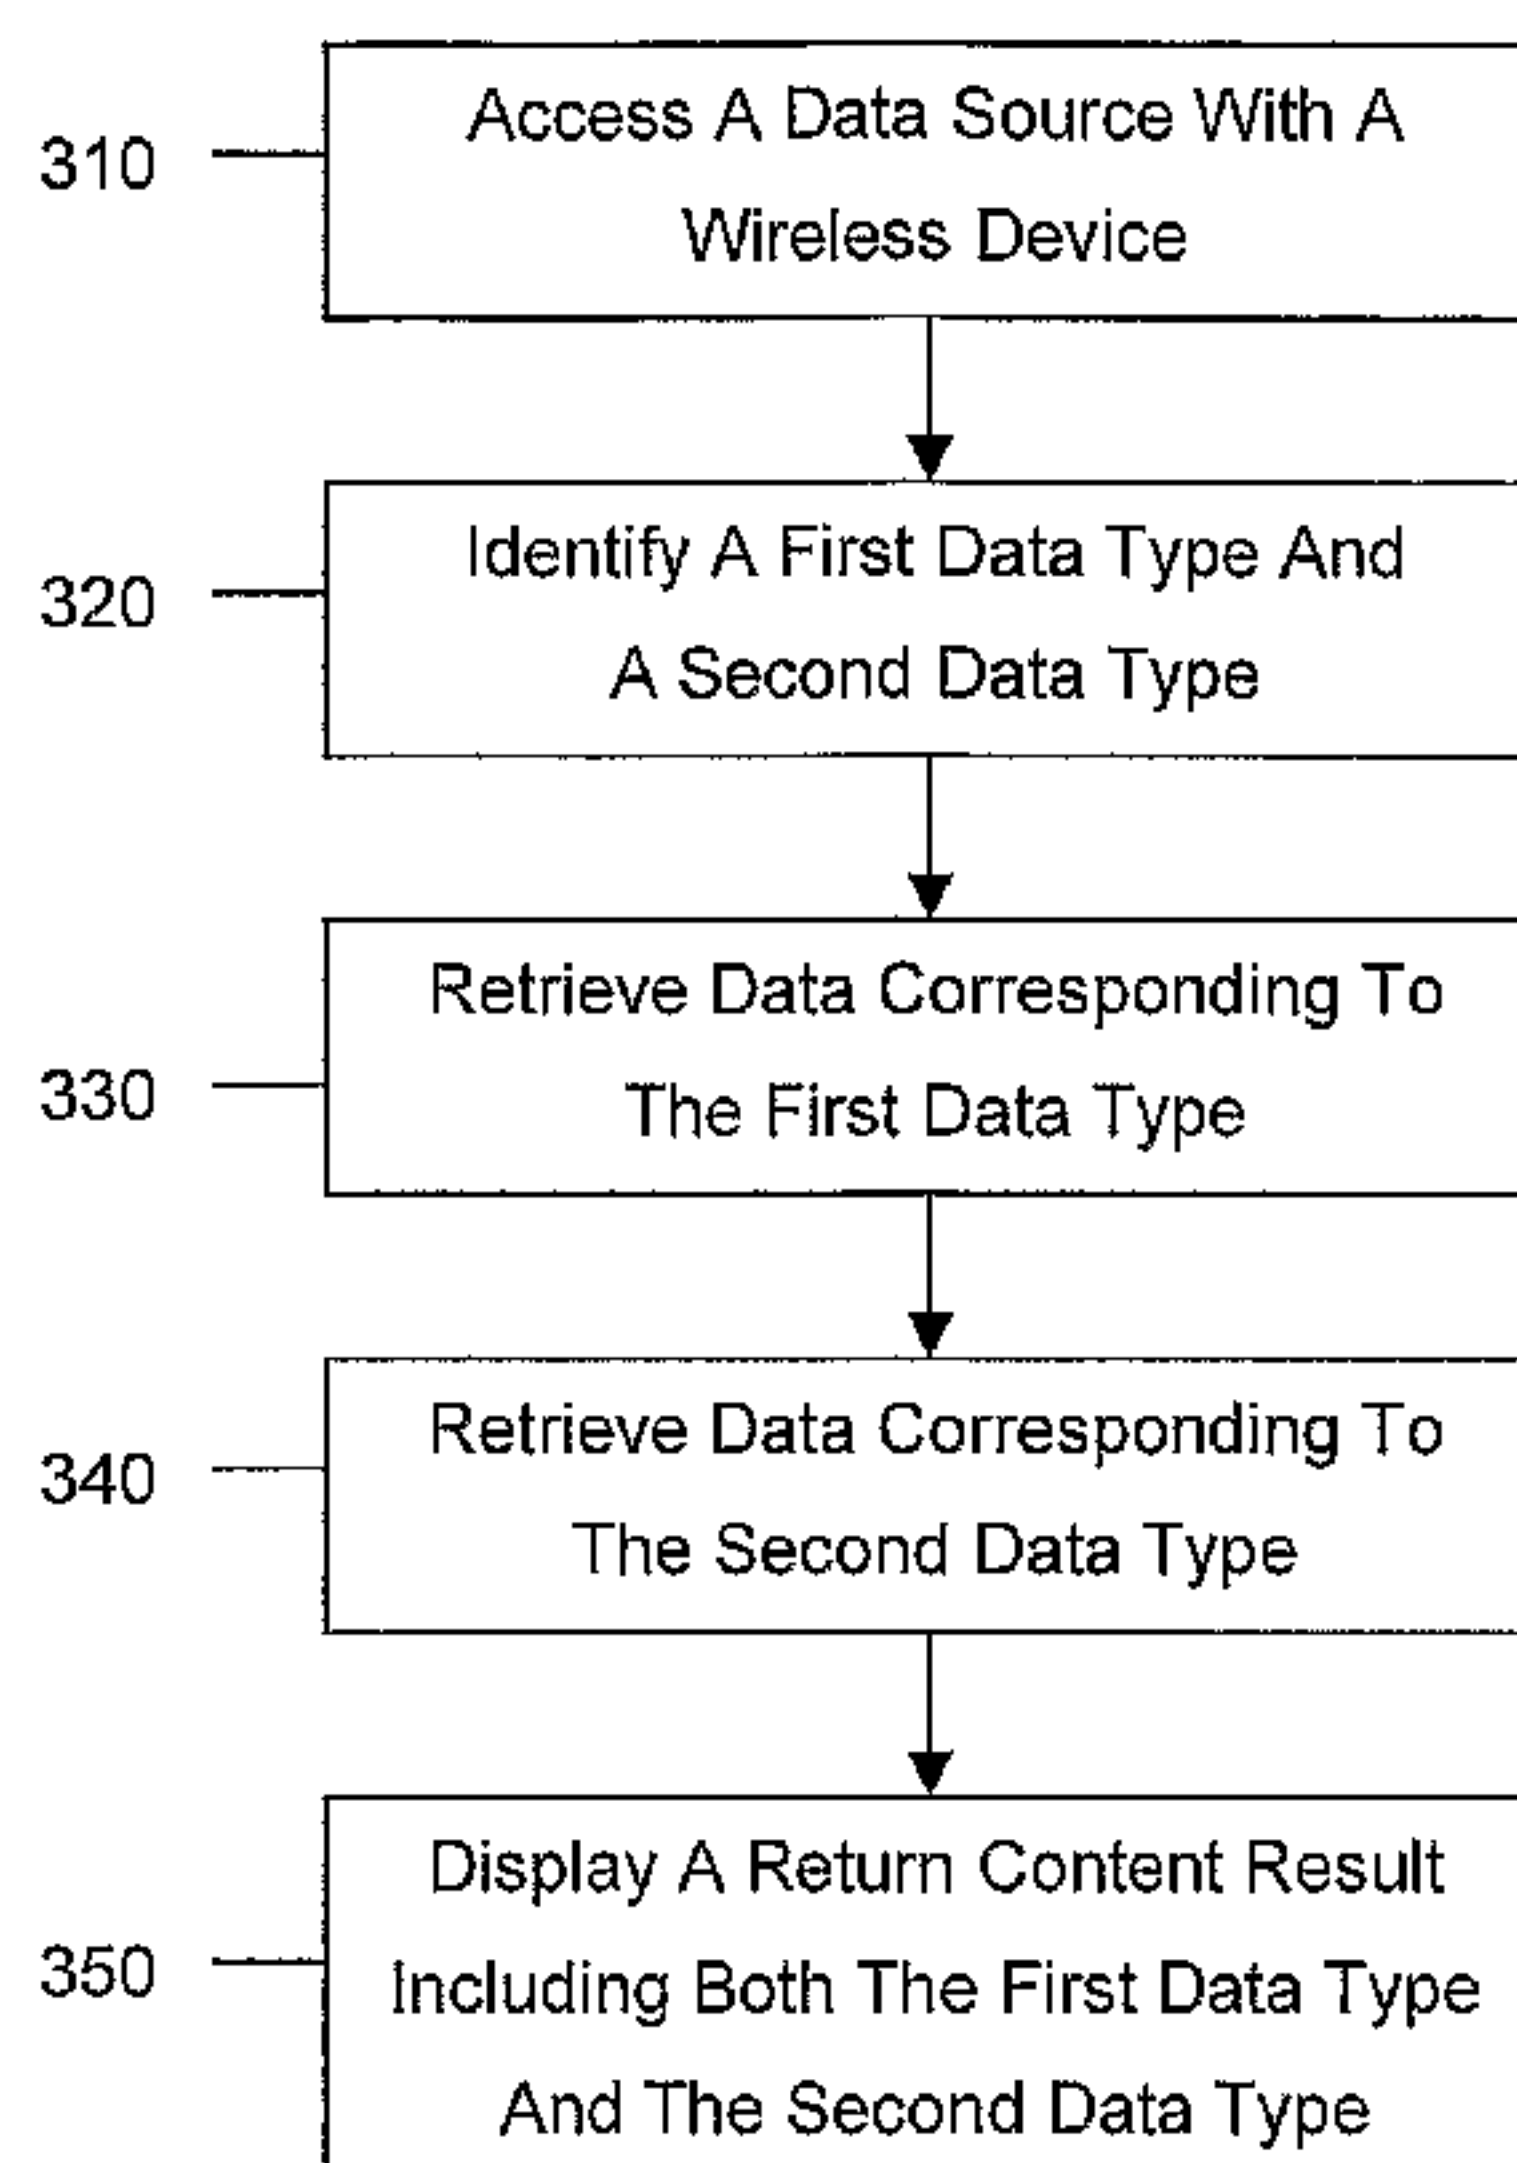 310
Access A Data Source With A
Wireless Device
320
Identify A First Data Type And
A Second Data Type
330
Retrieve Data Corresponding To
The First Data Type
340
Retrieve Data Corresponding To
The Second Data Type
350
Display A Return Content Result
Including Both The First Data Type
And The Second Data Type